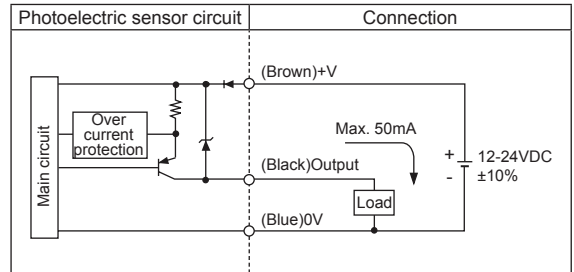 Photoelectric sensor circuit
Connection
(Brown)+V
Over
current
protection
Main circuit
Max. 50mA
+
-
12-24VDC
±10%
(Black)Output
Load
(Blue)0V